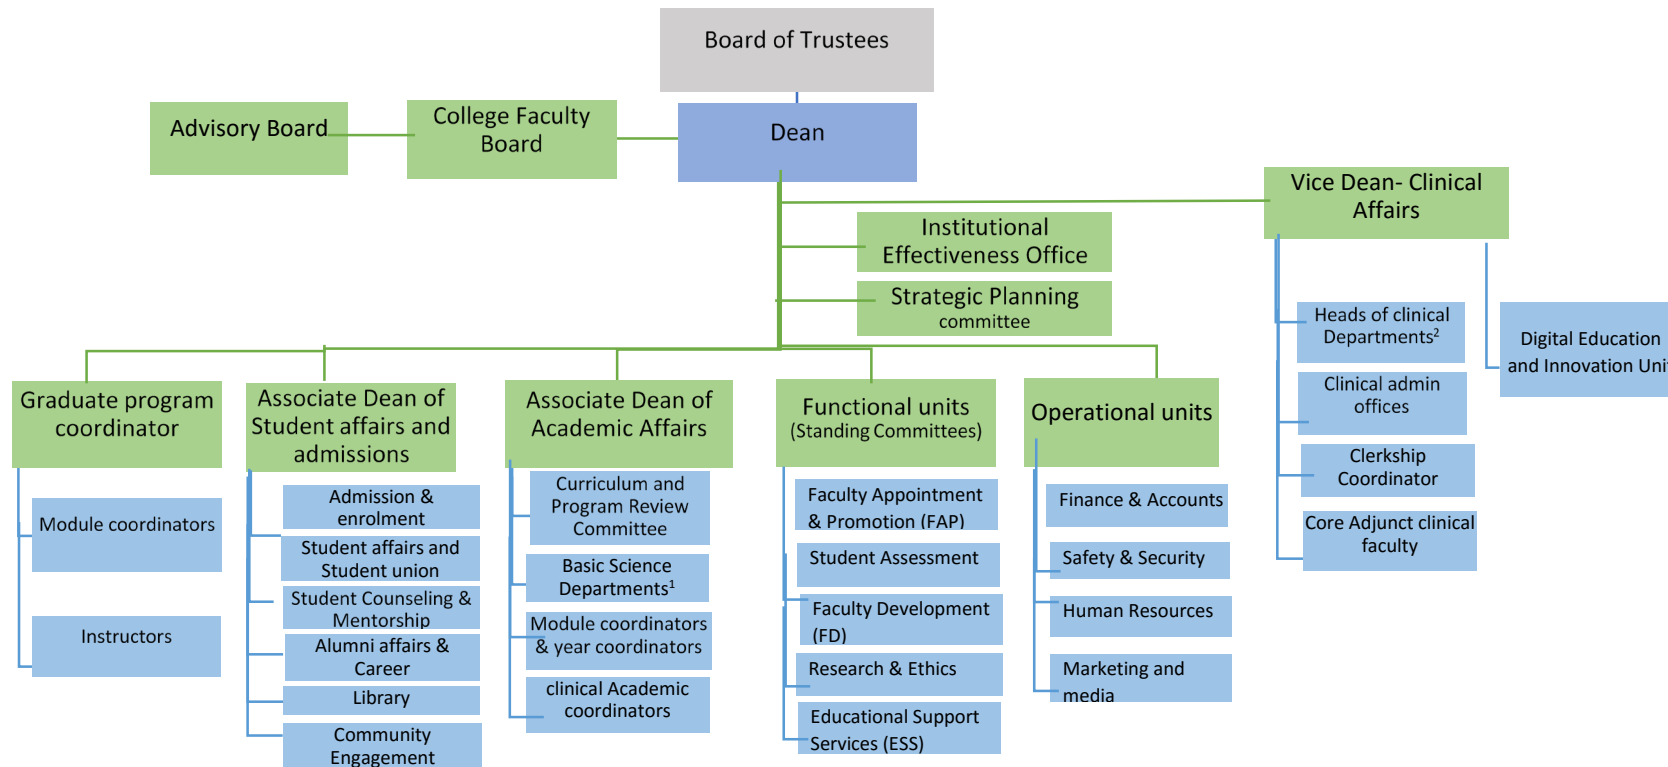 Board of Trustees
Advisory Board
College Faculty
Board
Dean
Vice Dean- Clinical
Affairs
Institutional
Effectiveness Office
Strategic Planning
committee
Heads of clinical
Departments²
Clinical admin
offices
Clerkship
Coordinator
Core Adjunct clinical
faculty
Digital Education
and Innovation Unit
Graduate program
coordinator
Module coordinators
Instructors
Associate Dean of
Student affairs and
admissions
Admission &
enrolment
Student affairs and
Student union
Student Counseling &
Mentorship
Alumni affairs &
Career
Library
Community
Engagement
Associate Dean of
Academic Affairs
Curriculum and
Program Review
Committee
Basic Science
Departments¹
Module coordinators
& year coordinators
clinical Academic
coordinators
Functional units
(Standing Committees)
Faculty Appointment
& Promotion (FAP)
Student Assessment
Faculty Development
(FD)
Research & Ethics
Educational Support
Services (ESS)
Operational units
Finance & Accounts
Safety & Security
Human Resources
Marketing and
media